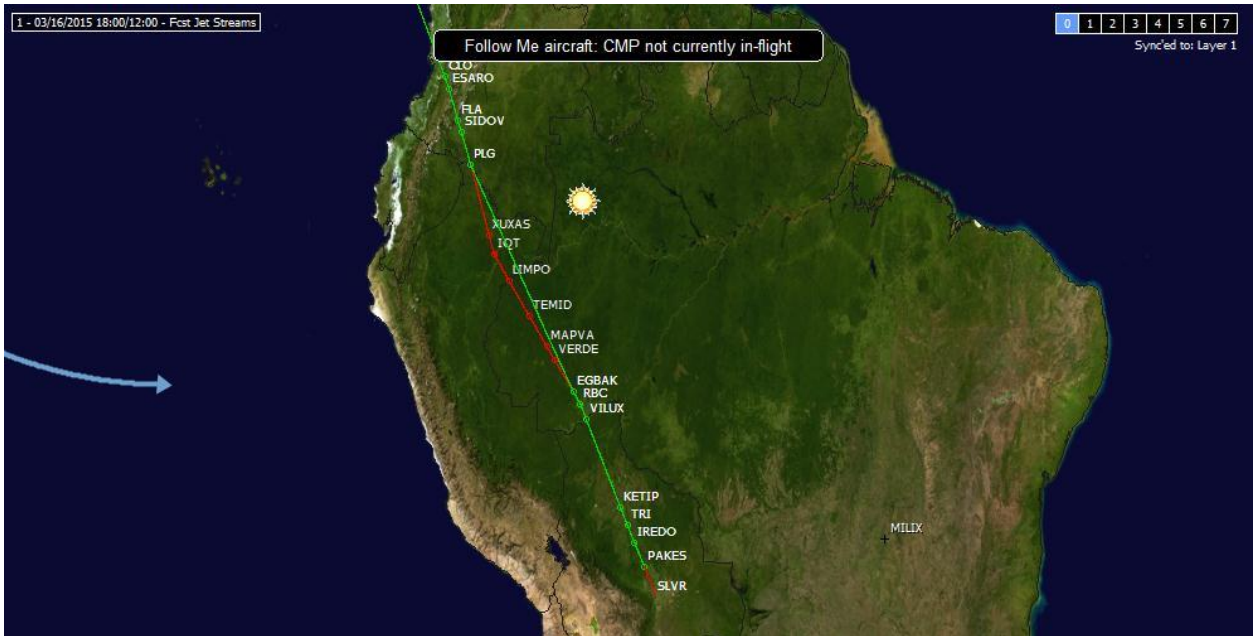 1 - 03/16/2015 18:00/12:00 - Fcst Jet Streams
0 1 2 3 4 5 6 7
Sync'ed to: Layer 1
Follow Me aircraft: CMP not currently in-flight
CLO
ESARO
FLA
SIDOV
PLG
XUXAS
IQT
LIMPO
TEMID
MAPVA
VERDE
EGBAK
RBC
VILUX
KETIP
TRI
MILIX
IREDO
PAKES
SLVR